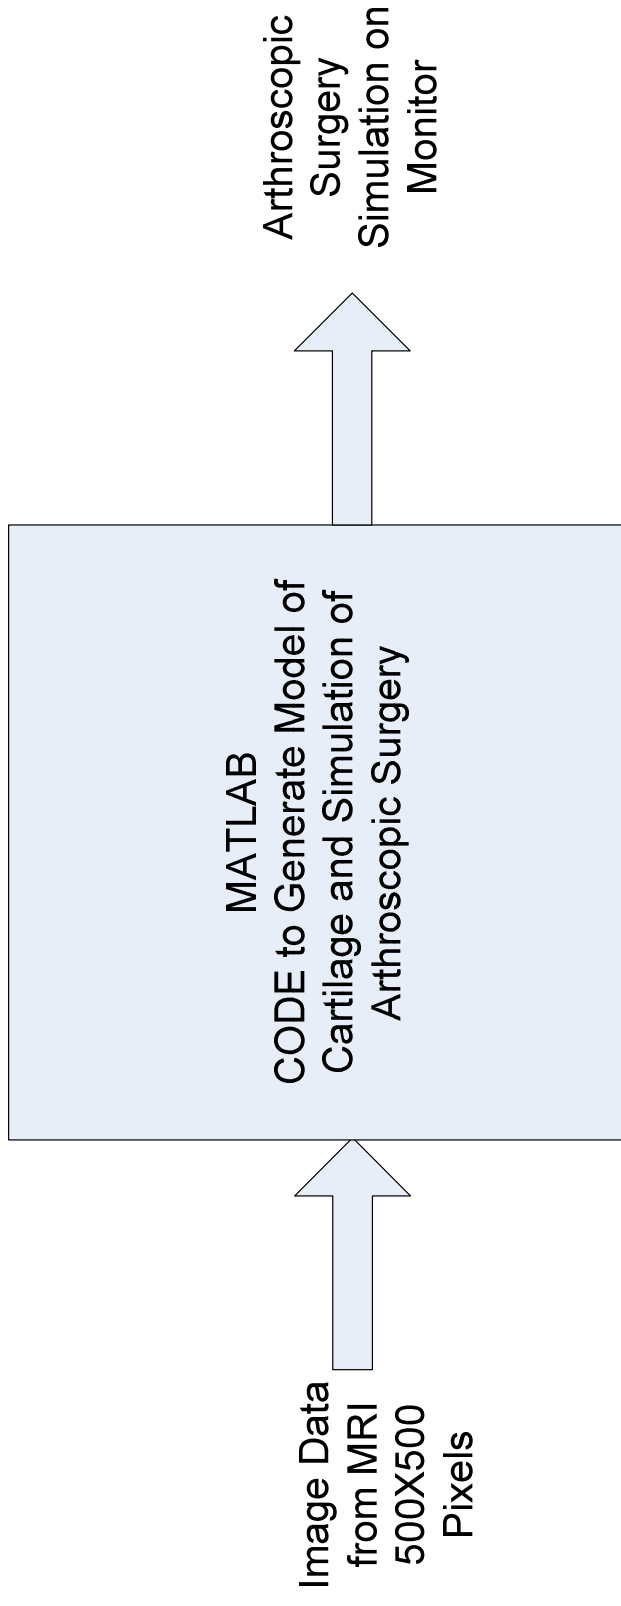 Image Data
from MRI
500X500
Pixels
MATLAB
CODE to Generate Model of
Cartilage and Simulation of
Arthroscopic Surgery
Arthroscopic
Surgery
Simulation on
Monitor